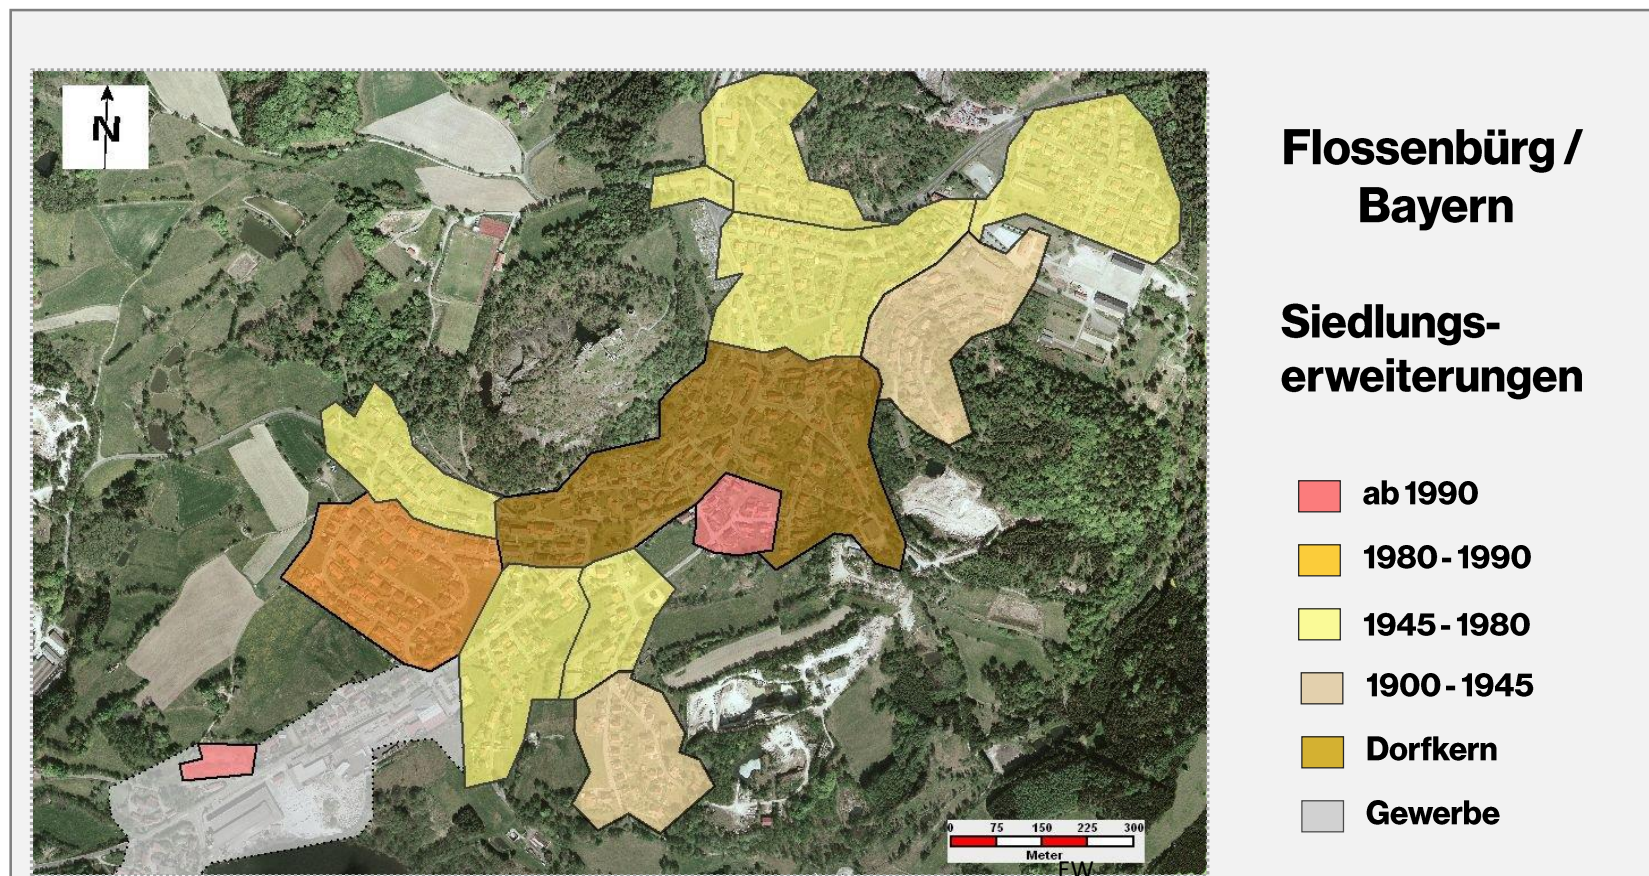 N
Flossenbürg /
Bayern
Siedlungs-
erweiterungen
ab 1990
1980 - 1990
1945 - 1980
1900 - 1945
Dorfkern
Gewerbe
0 75 150 225 300
Meter
EW